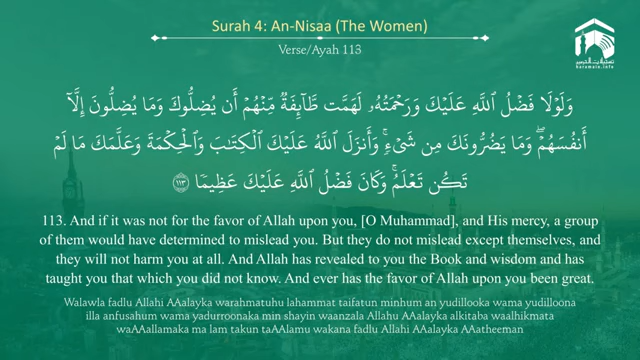 Surah 4: An-Nisaa (The Women)
Verse/Ayah 113
haramain.info
وَلَوْلَا فَضْلُ ٱللَّهِ عَلَيْكَ وَرَحْمَتُهُۥ لَهَمَّت طَّآئِفَةٌ مِّنْهُمْ أَن يُضِلُّوكَ وَمَا يُضِلُّونَ إِلَّآ
أَنفُسَهُمْ ۖ وَمَا يَضُرُّونَكَ مِن شَىْءٍ ۚ وَأَنزَلَ ٱللَّهُ عَلَيْكَ ٱلْكِتَـٰبَ وَٱلْحِكْمَةَ وَعَلَّمَكَ مَا لَمْ
تَكُن تَعْلَمُ ۚ وَكَانَ فَضْلُ ٱللَّهِ عَلَيْكَ عَظِيمًا ١١٣
113. And if it was not for the favor of Allah upon you, [O Muhammad], and His mercy, a group
of them would have determined to mislead you. But they do not mislead except themselves, and
they will not harm you at all. And Allah has revealed to you the Book and wisdom and has
taught you that which you did not know. And ever has the favor of Allah upon you been great.
Walawla fadlu Allahi AAalayka warahmatuhu lahammat taifatun minhum an yudillooka wama yudilloona
illa anfusahum wama yadurroonaka min shayin waanzala Allahu AAalayka alkitaba waalhikmata
waAAallamaka ma lam takun taAAlamu wakana fadlu Allahi AAalayka AAatheeman